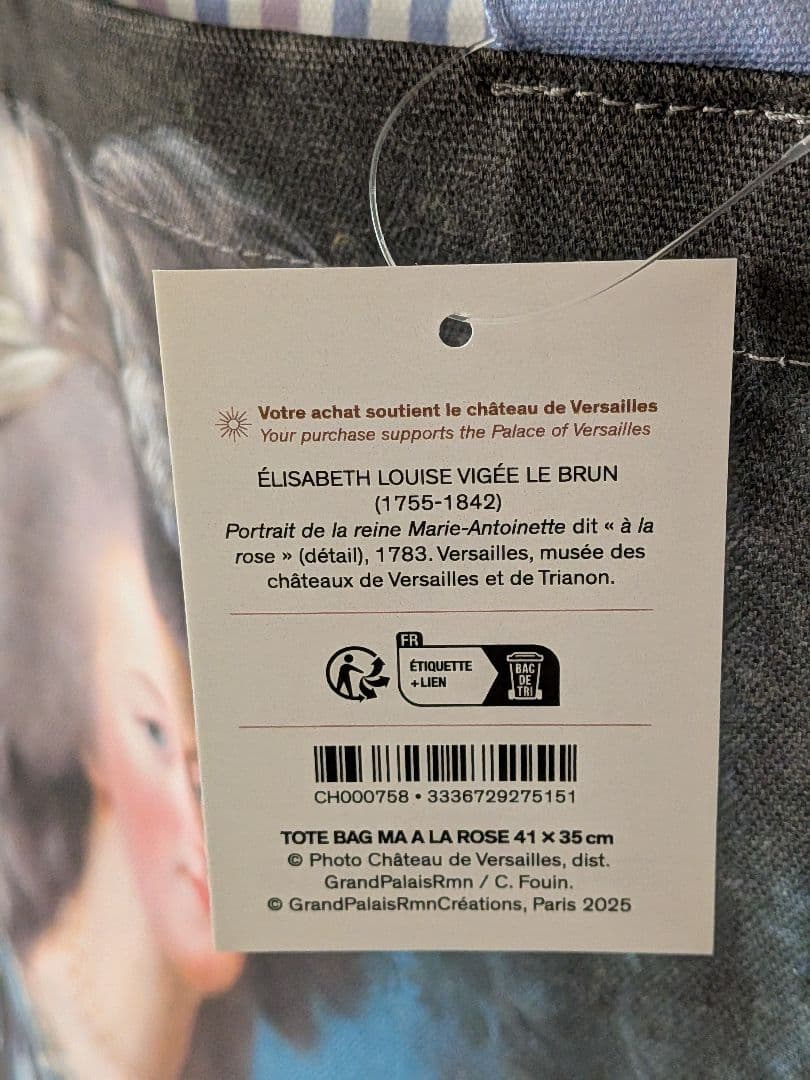 Votre achat soutient le château de Versailles
Your purchase supports the Palace of Versailles
ÉLISABETH LOUISE VIGÉE LE BRUN
(1755-1842)
Portrait de la reine Marie-Antoinette dit « à la
rose » (détail), 1783. Versailles, musée des
châteaux de Versailles et de Trianon.
FR
ÉTIQUETTE
+ LIEN
BAC
DE
TRI
CH000758 • 3336729275151
TOTE BAG MA A LA ROSE 41 × 35 cm
© Photo Château de Versailles, dist.
GrandPalaisRmn / C. Fouin.
© GrandPalaisRmnCréations, Paris 2025